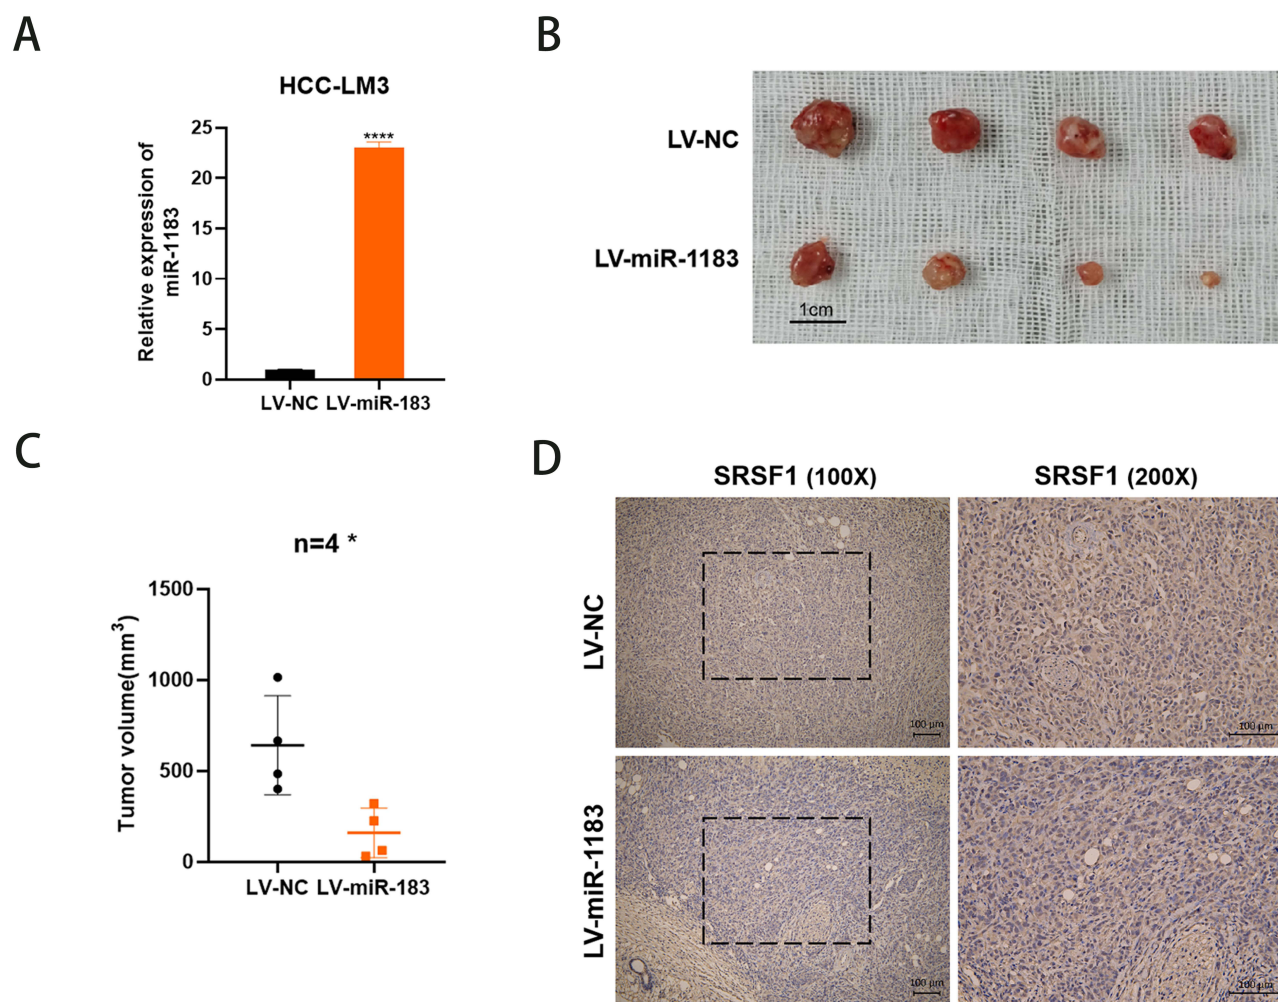 A
HCC-LM3
Relative expression of
miR-1183
25
20
15
10
5
0
****
LV-NC LV-miR-183
B
LV-NC
LV-miR-1183
1cm
C
n=4 *
Tumor volume(mm³)
1500
1000
500
0
LV-NC LV-miR-183
D
SRSF1 (100X) SRSF1 (200X)
LV-NC
100 µm
100 µm
LV-miR-1183
100 µm
100 µm